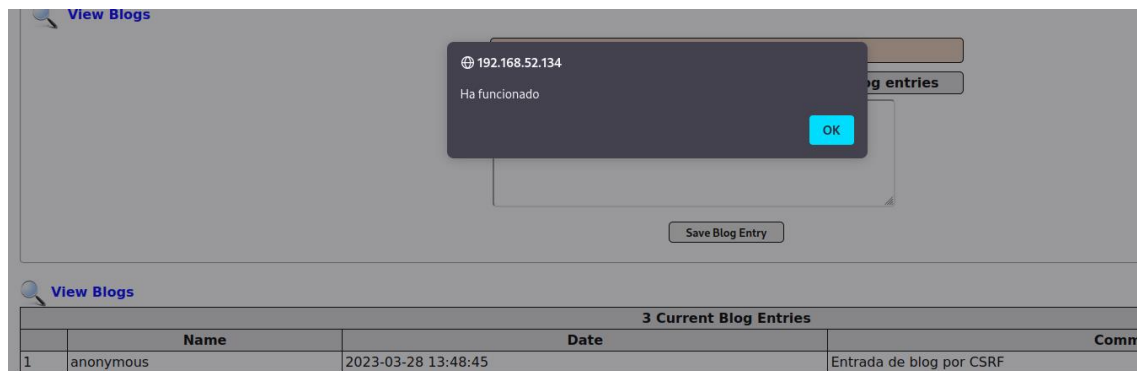 View Blogs
192.168.52.134
Ha funcionado
og entries
OK
Save Blog Entry
View Blogs
3 Current Blog Entries
Name Date Comm
1 anonymous 2023-03-28 13:48:45 Entrada de blog por CSRF